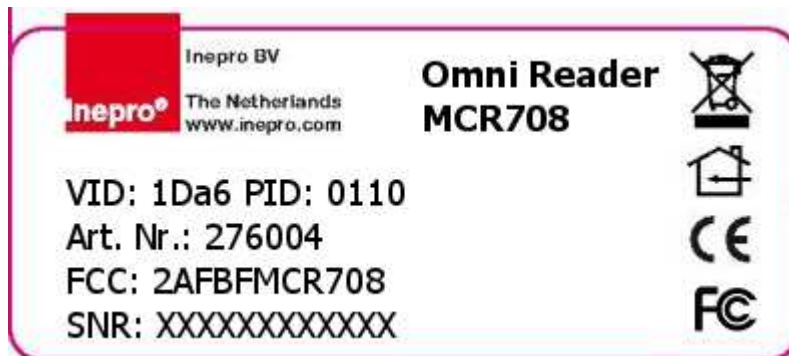 Inepro BV
The Netherlands
www.inepro.com
Inepro®
Omni Reader
MCR708
VID: 1Da6 PID: 0110
Art. Nr.: 276004
FCC: 2AFBFMCR708
SNR: XXXXXXXXXXXX
CE
FC